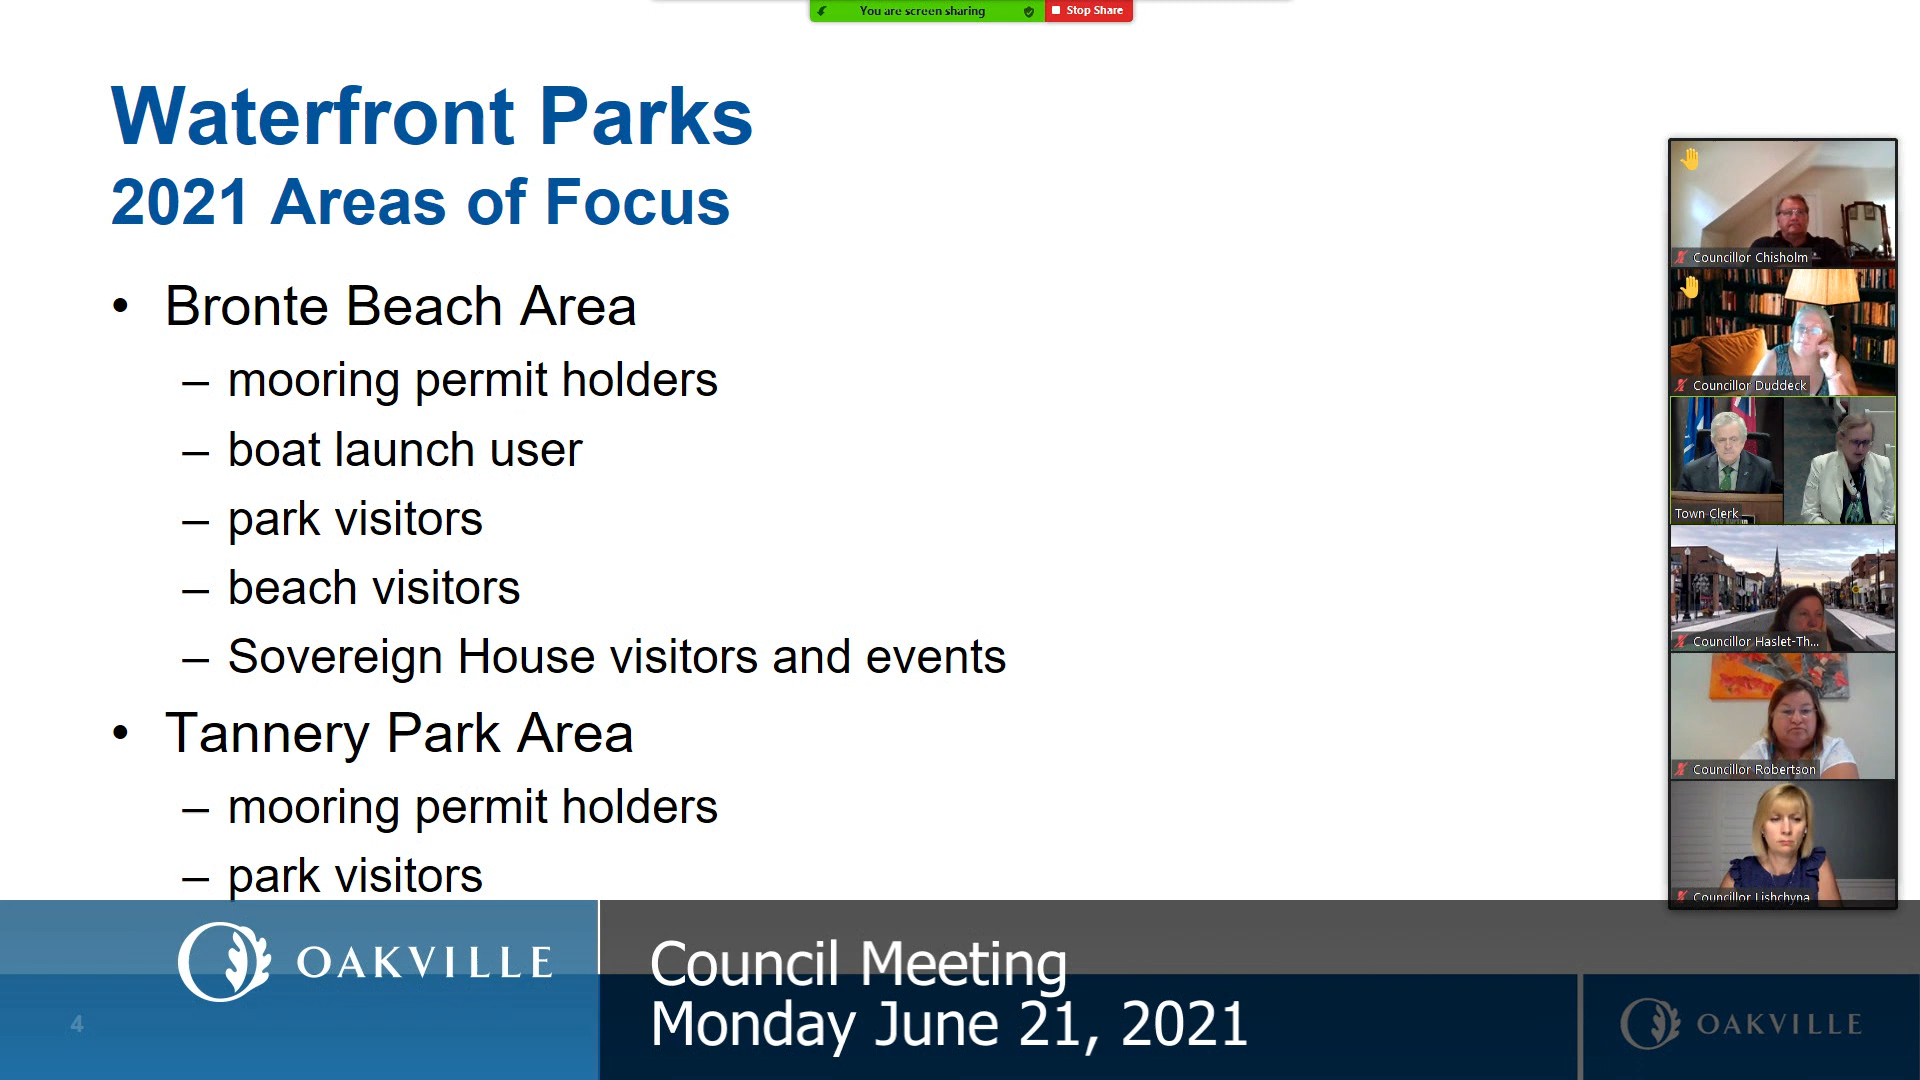 You are screen sharing Stop Share
Waterfront Parks
2021 Areas of Focus
• Bronte Beach Area
– mooring permit holders
– boat launch user
– park visitors
– beach visitors
– Sovereign House visitors and events
• Tannery Park Area
– mooring permit holders
– park visitors
Councillor Chisholm
Councillor Duddeck
Town Clerk
Councillor Haslet-Th...
Councillor Robertson
Councillor Lishchyna
OAKVILLE
Council Meeting
Monday June 21, 2021
4
OAKVILLE